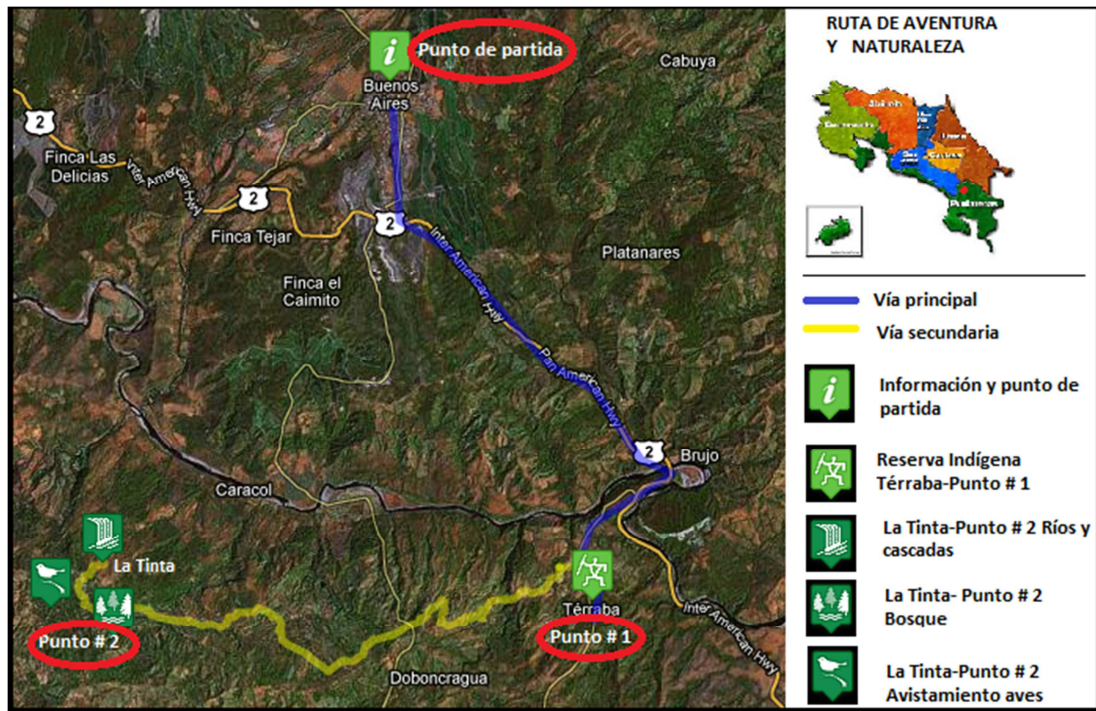 Punto de partida
Buenos
Aires
Cabuya
2
Finca Las
Delicias
Inter American Hwy
2
Finca Tejar
2
Inter American Hwy
Platanares
Finca el
Caimito
Pan American Hwy
2
Brujo
Caracol
La Tinta
Punto # 2
Térraba
Punto # 1
Inter American Hwy
Doboncragua
RUTA DE AVENTURA
Y NATURALEZA
Vía principal
Vía secundaria
Información y punto de
partida
Reserva Indígena
Térraba-Punto # 1
La Tinta-Punto # 2 Ríos y
cascadas
La Tinta- Punto # 2
Bosque
La Tinta-Punto # 2
Avistamiento aves